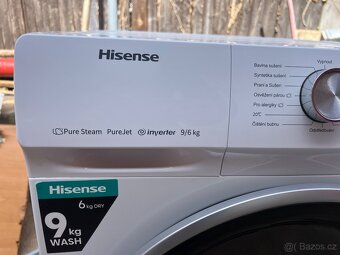 Hisense
Pure Steam PureJet inverter 9/6 kg
Vypnout
Bavlna sušení
Syntetika sušení
Praní a Sušení
Osvěžení párou
Pro alergiky
20°C
Čištění bubnu
Odstřeďování
Hisense
6 kg DRY
9 kg
WASH
bazos.cz